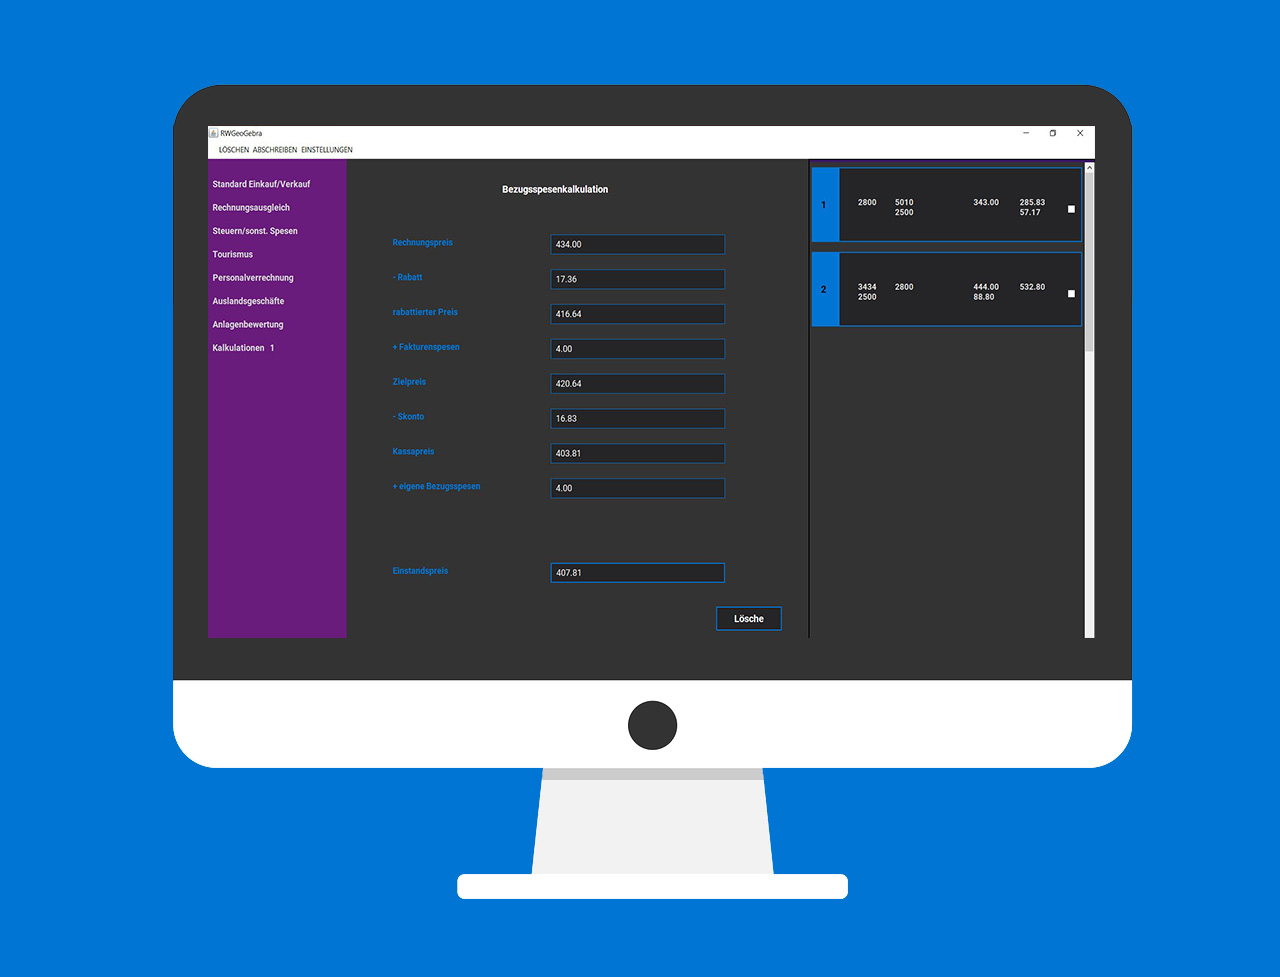 RWGeoGebra
LÖSCHEN ABSCHREIBEN EINSTELLUNGEN
Standard Einkauf/Verkauf
Rechnungsausgleich
Steuern/sonst. Spesen
Tourismus
Personalverrechnung
Auslandsgeschäfte
Anlagenbewertung
Kalkulationen 1
Bezugsspesenkalkulation
Rechnungspreis 434.00
- Rabatt 17.36
rabattierter Preis 416.64
+ Fakturenspesen 4.00
Zielpreis 420.64
- Skonto 16.83
Kassapreis 403.81
+ eigene Bezugsspesen 4.00
Einstandspreis 407.81
Lösche
1 2800 5010 343.00 285.83
2500 57.17
2 3434 2800 444.00 532.80
2500 88.80